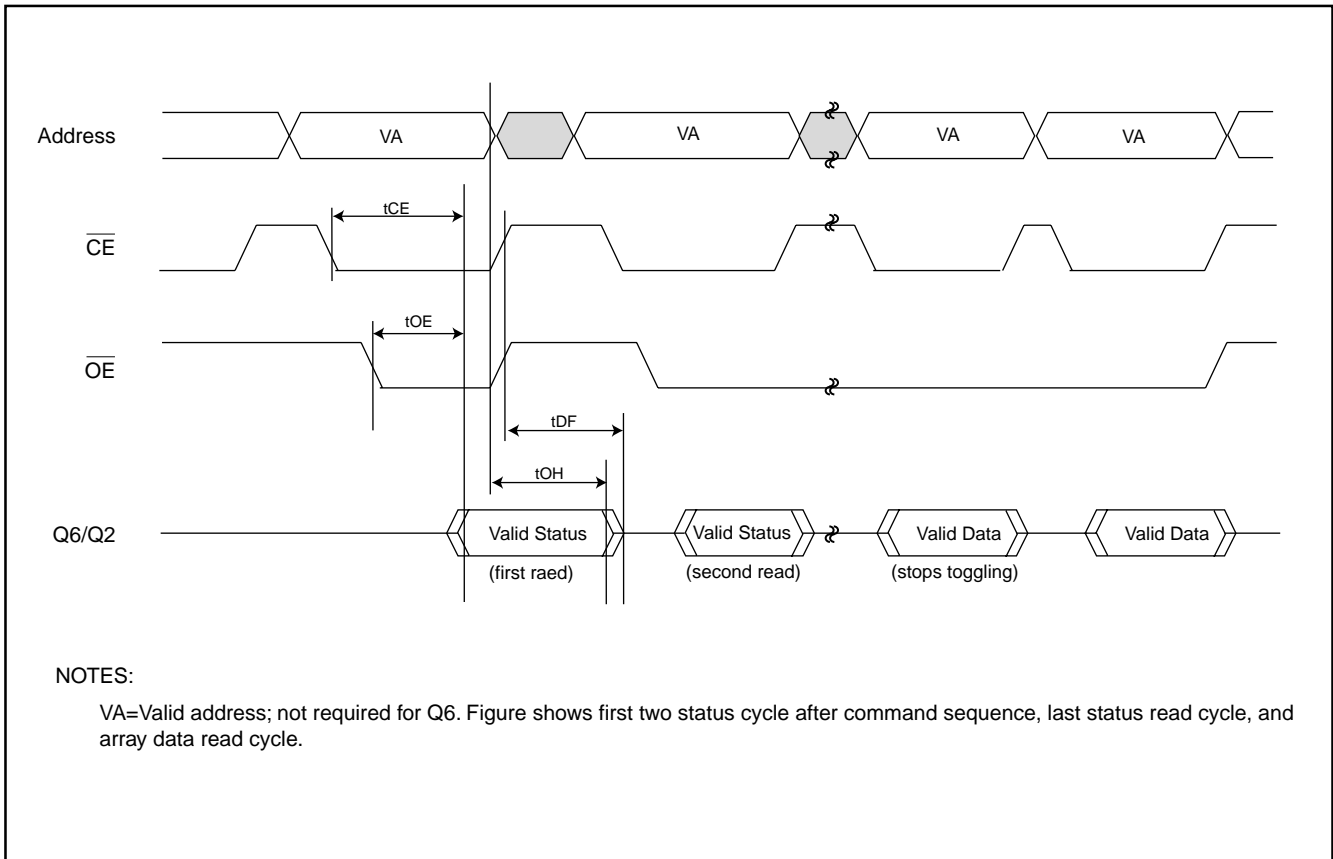 Address
VA
VA
VA
VA
tCE
CE
tOE
OE
tDF
tOH
Q6/Q2
Valid Status
Valid Status
Valid Data
Valid Data
(first raed)
(second read)
(stops toggling)
NOTES:
VA=Valid address; not required for Q6. Figure shows first two status cycle after command sequence, last status read cycle, and
array data read cycle.